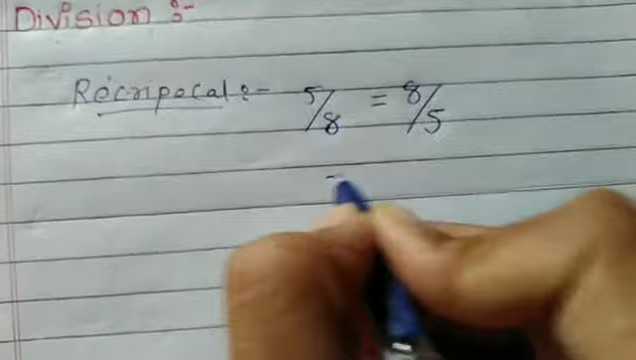 Division :-
Reciprocal :- 5/8 = 8/5
-